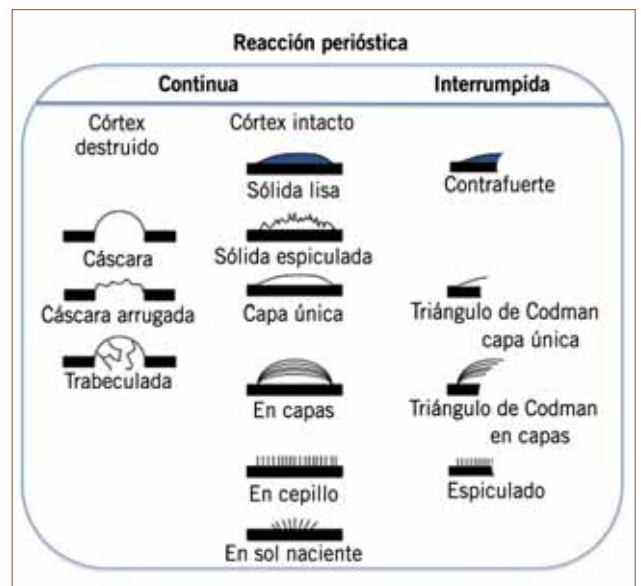 Reacción perióstica
Continua
Interrumpida
Córtex
destruido
Cáscara
Cáscara arrugada
Trabeculada
Córtex intacto
Sólida lisa
Sólida espiculada
Capa única
En capas
En cepillo
En sol naciente
Contrafuerte
Triángulo de Codman
capa única
Triángulo de Codman
en capas
Espiculado